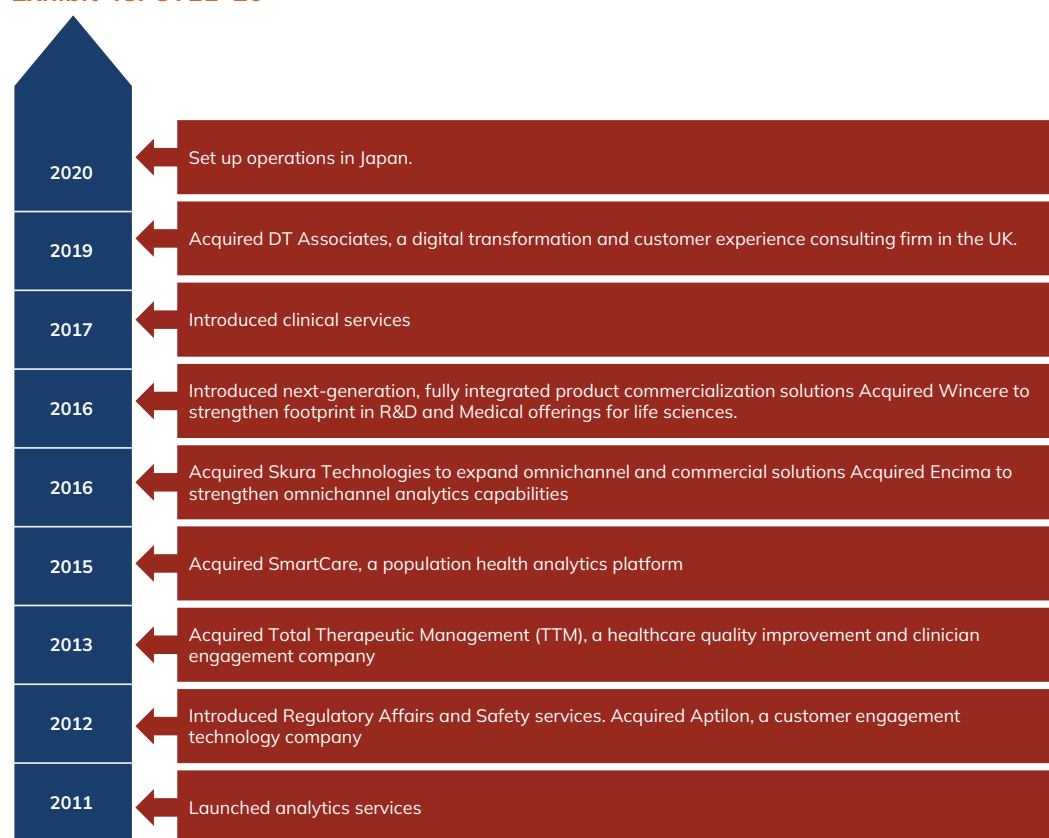 2020
Set up operations in Japan.
2019
Acquired DT Associates, a digital transformation and customer experience consulting firm in the UK.
2017
Introduced clinical services
2016
Introduced next-generation, fully integrated product commercialization solutions Acquired Wincere to
strengthen footprint in R&D and Medical offerings for life sciences.
2016
Acquired Skura Technologies to expand omnichannel and commercial solutions Acquired Encima to
strengthen omnichannel analytics capabilities
2015
Acquired SmartCare, a population health analytics platform
2013
Acquired Total Therapeutic Management (TTM), a healthcare quality improvement and clinician
engagement company
2012
Introduced Regulatory Affairs and Safety services. Acquired Aptilon, a customer engagement
technology company
2011
Launched analytics services